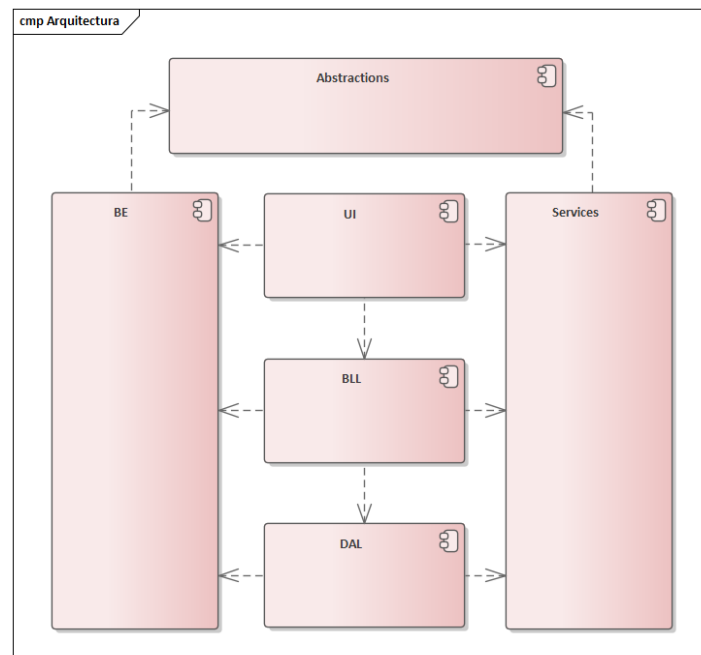 cmp Arquitectura
Abstractions
BE
UI
Services
BLL
DAL